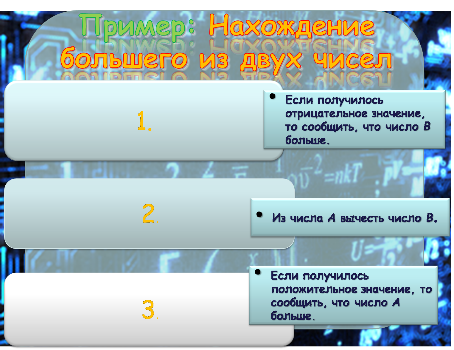 Пример: Нахождение
большего из двух чисел
1.
• Если получилось
отрицательное значение,
то сообщить, что число B
больше.
2
• Из числа A вычесть число B.
3
• Если получилось
положительное значение, то
сообщить, что число A
больше.